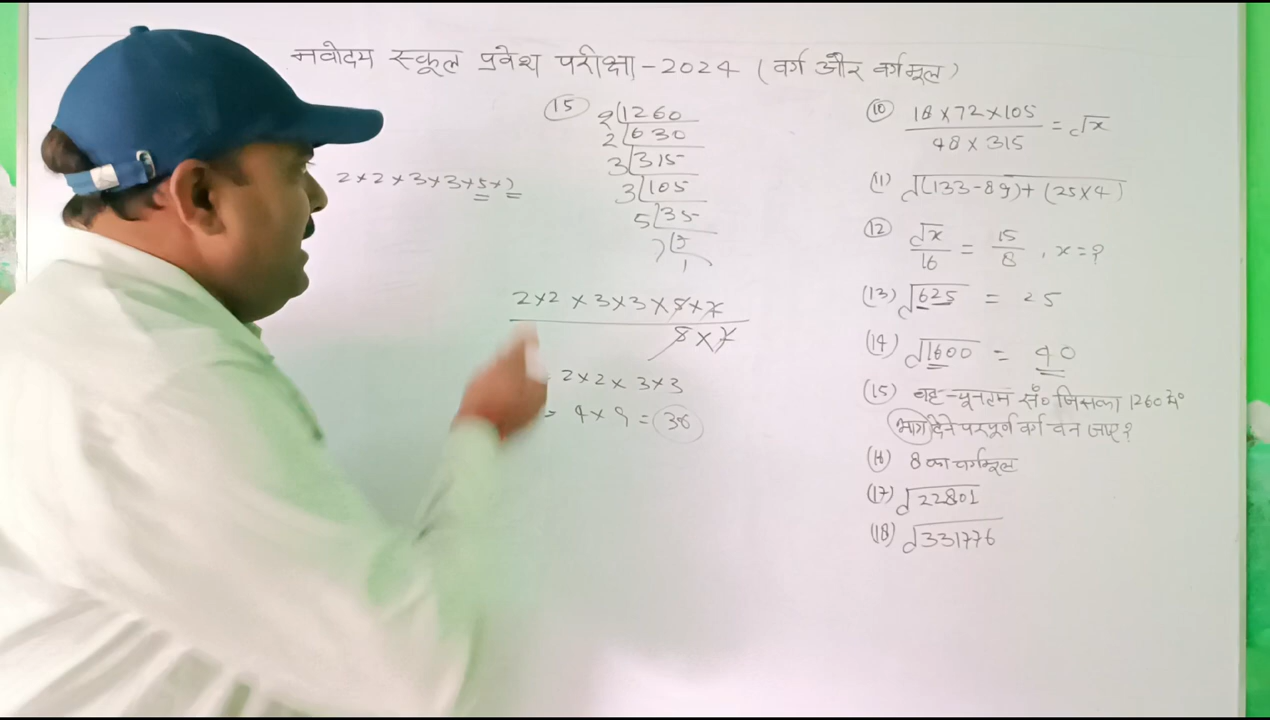 नवोदय स्कूल प्रवेश परीक्षा - 2024 ( वर्ग और वर्गमूल )
2 × 2 × 3 × 3 × 5 × 7
(15) 2 | 1260
2 | 630
3 | 315
3 | 105
5 | 35
7 | 7
1
2 × 2 × 3 × 3 × 5 × 7
5 × 7
= 2 × 2 × 3 × 3
= 4 × 9 = 36
(10) 18 × 72 × 105 / 48 × 315 = √x
(11) √(133 - 89) + (25 × 4)
(12) √x / 16 = 15 / 8 , x = ?
(13) √625 = 25
(14) √1600 = 40
(15) वह न्यूनतम सं० जिसका 1260 में
भाग देने पर पूर्ण वर्ग बन जाए ?
(16) 8 का वर्गमूल
(17) √22801
(18) √331776